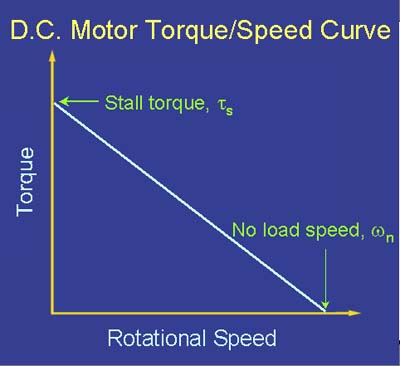 D.C. Motor Torque/Speed Curve
Stall torque, τs
Torque
No load speed, ωn
Rotational Speed